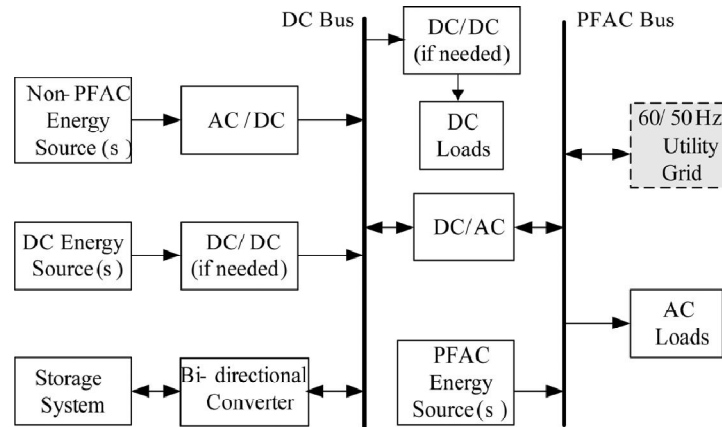 DC Bus
PFAC Bus
DC/DC
(if needed)
Non-PFAC
Energy
Source(s)
AC/DC
DC
Loads
60/50Hz
Utility
Grid
DC Energy
Source(s)
DC/DC
(if needed)
DC/AC
AC
Loads
Storage
System
Bi-directional
Converter
PFAC
Energy
Source(s)